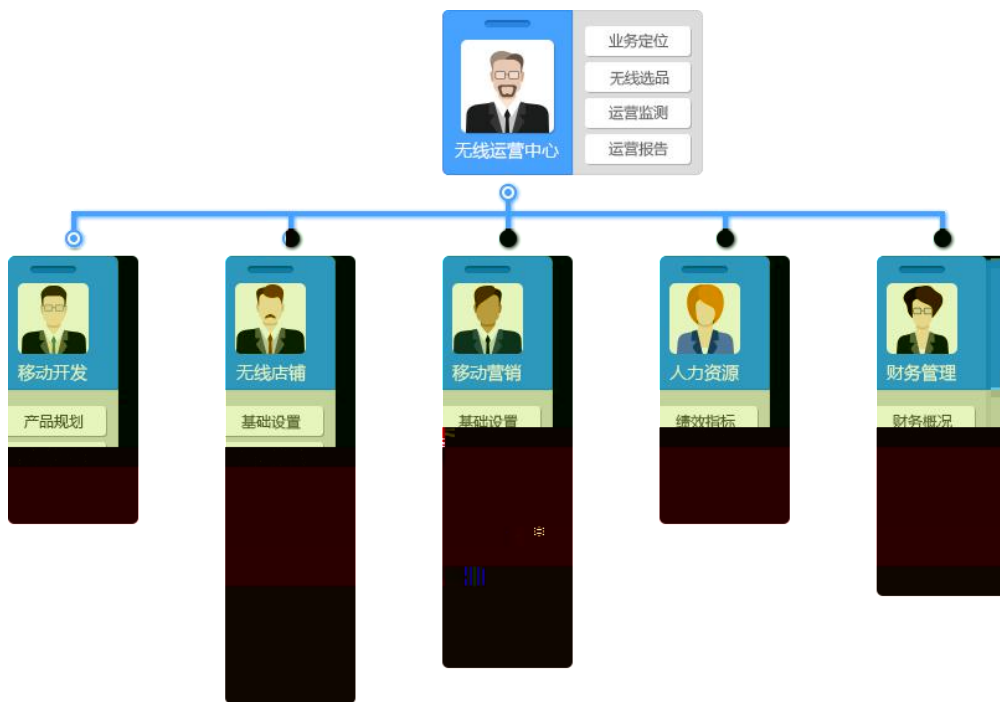 业务定位
无线选品
运营监测
运营报告
无线运营中心
移动开发
无线店铺
移动营销
人力资源
财务管理
产品规划
基础设置
基础设置
绩效指标
财务概况